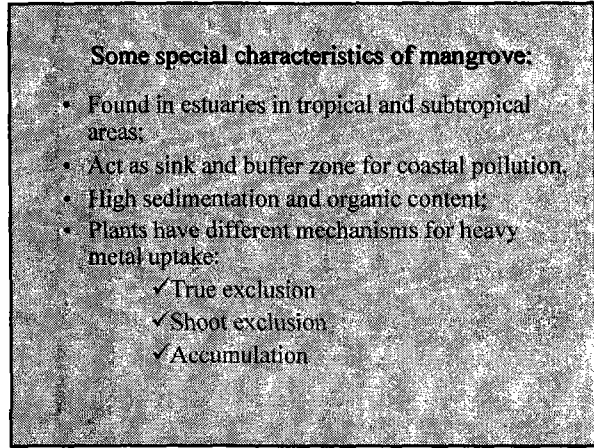 Some special characteristics of mangrove:
• Found in estuaries in tropical and subtropical
areas;
• Act as sink and buffer zone for coastal pollution,
• High sedimentation and organic content;
• Plants have different mechanisms for heavy
metal uptake:
✓True exclusion
✓Shoot exclusion
✓Accumulation